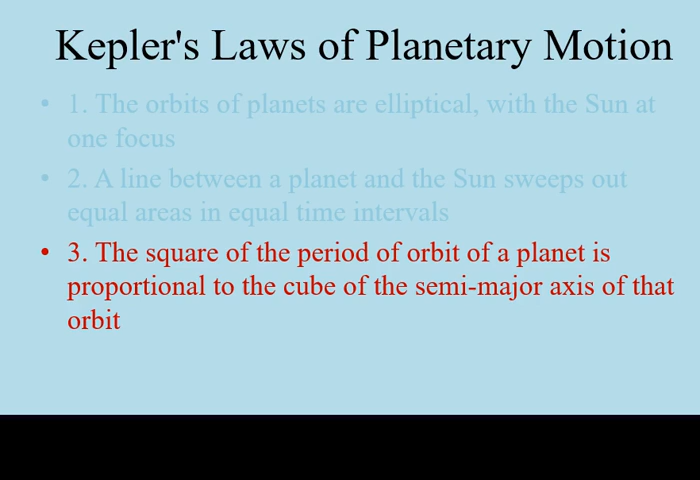 Kepler's Laws of Planetary Motion
• 1. The orbits of planets are elliptical, with the Sun at
one focus
• 2. A line between a planet and the Sun sweeps out
equal areas in equal time intervals
• 3. The square of the period of orbit of a planet is
proportional to the cube of the semi-major axis of that
orbit